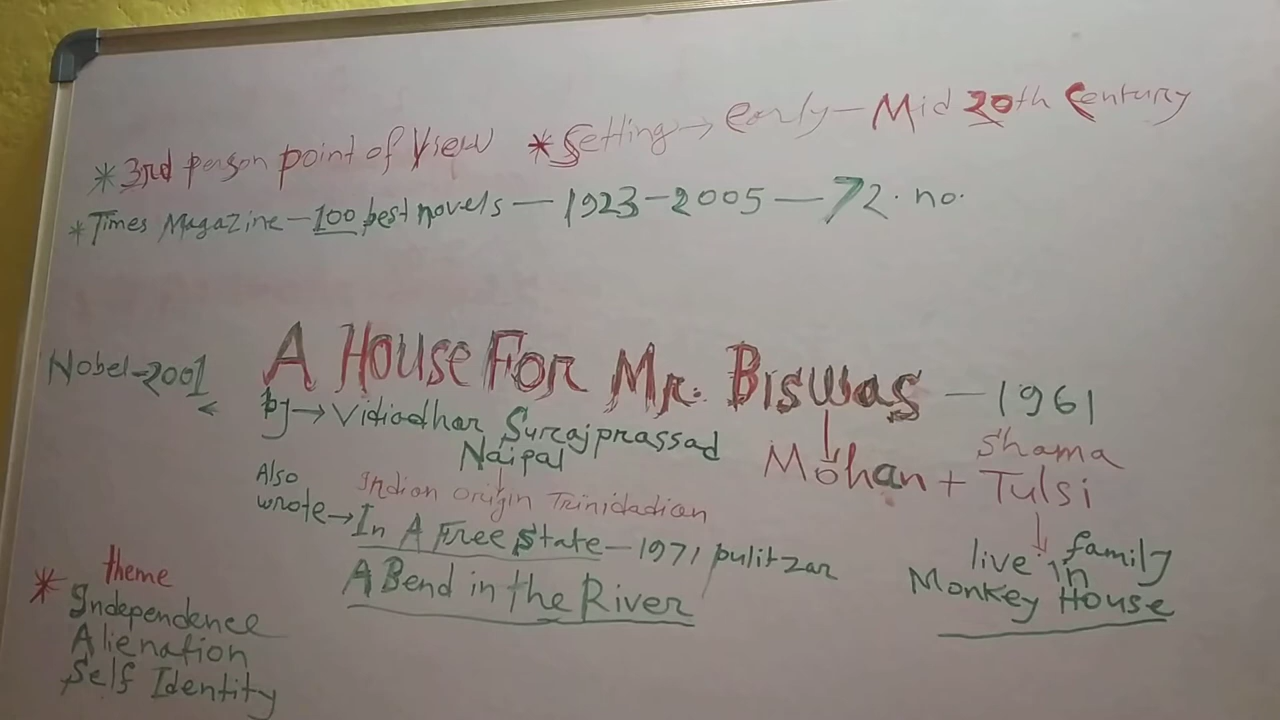 * 3rd person point of View * Setting → early - Mid 20th Century
* Times Magazine - 100 best novels - 1923 - 2005 - 72. no.
Nobel - 2001
A House For Mr. Biswas - 1961
by → Vidiadhar Surajprassad
Naipal
Indian origin Trinidadian
Mohan + Shama
Tulsi
family
live in
Monkey House
Also
wrote → In A Free State - 1971 pulitzar
A Bend in the River
* theme
Independence
Alienation
Self Identity